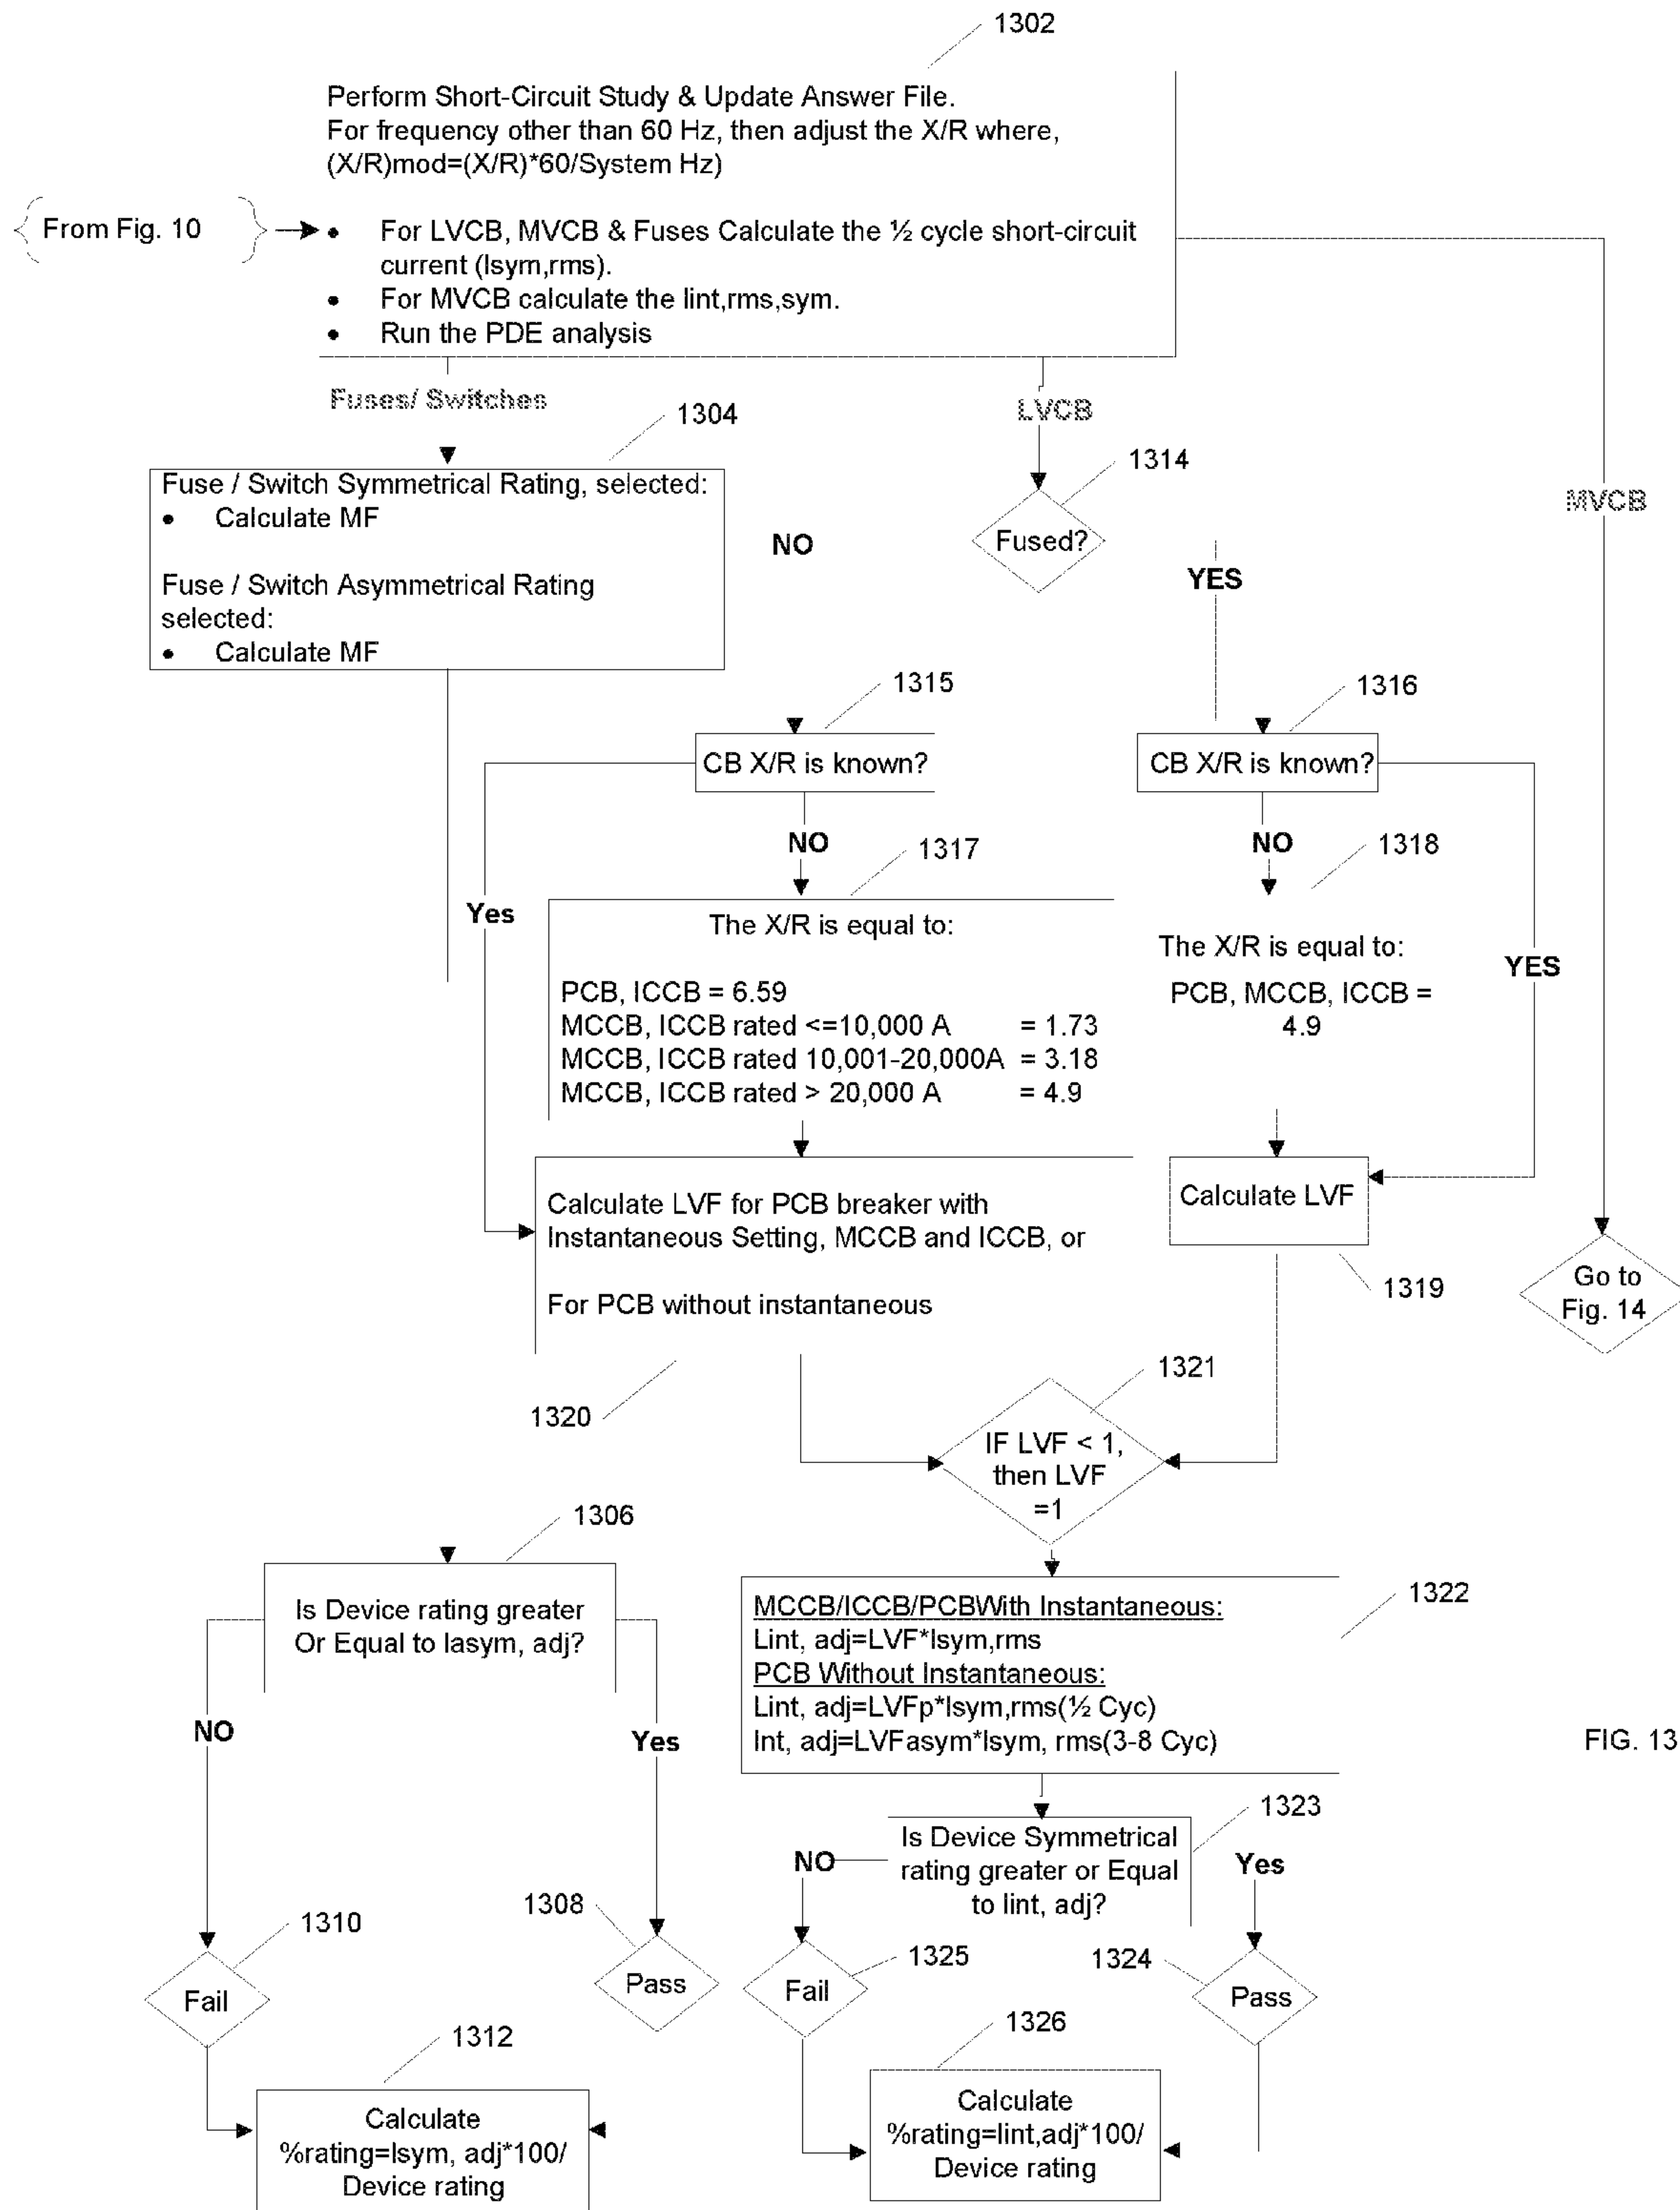 1302
Perform Short-Circuit Study & Update Answer File.
For frequency other than 60 Hz, then adjust the X/R where,
(X/R)mod=(X/R)*60/System Hz)
From Fig. 10
• For LVCB, MVCB & Fuses Calculate the ½ cycle short-circuit
current (Isym,rms).
• For MVCB calculate the Iint,rms,sym.
• Run the PDE analysis
Fuses/ Switches
LVCB
MVCB
1304
Fuse / Switch Symmetrical Rating, selected:
• Calculate MF
Fuse / Switch Asymmetrical Rating
selected:
• Calculate MF
1314
Fused?
NO
YES
1315
CB X/R is known?
1316
CB X/R is known?
NO
1317
NO
1318
Yes
The X/R is equal to:
PCB, ICCB = 6.59
MCCB, ICCB rated <=10,000 A = 1.73
MCCB, ICCB rated 10,001-20,000A = 3.18
MCCB, ICCB rated > 20,000 A = 4.9
The X/R is equal to:
PCB, MCCB, ICCB =
4.9
YES
Calculate LVF for PCB breaker with
Instantaneous Setting, MCCB and ICCB, or
For PCB without instantaneous
1320
Calculate LVF
1319
Go to
Fig. 14
1321
IF LVF < 1,
then LVF
=1
1306
Is Device rating greater
Or Equal to Iasym, adj?
NO
Yes
1322
MCCB/ICCB/PCBWith Instantaneous:
Lint, adj=LVF*Isym,rms
PCB Without Instantaneous:
Lint, adj=LVFp*Isym,rms(½ Cyc)
Int, adj=LVFasym*Isym, rms(3-8 Cyc)
FIG. 13
1323
Is Device Symmetrical
rating greater or Equal
to Iint, adj?
NO
Yes
1310
Fail
1308
Pass
1325
Fail
1324
Pass
1312
Calculate
%rating=Isym, adj*100/
Device rating
1326
Calculate
%rating=Iint,adj*100/
Device rating